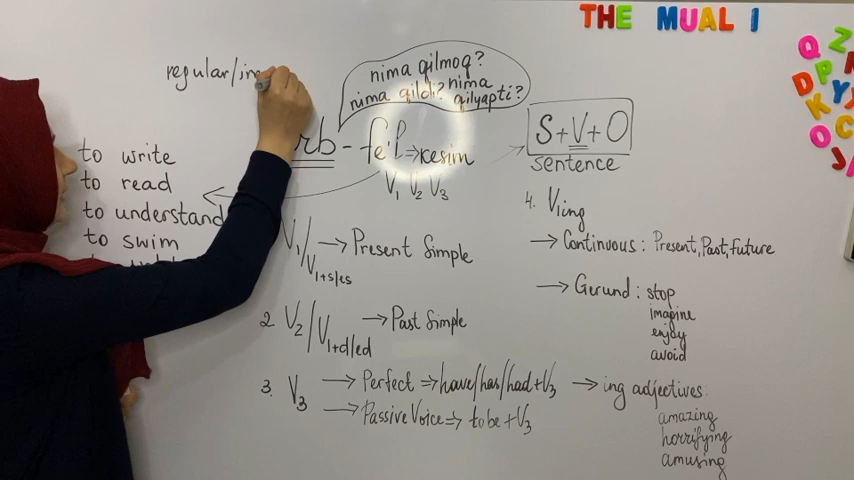 THE MUAL I
regular/irr
nima qilmoq?
nima qildi? nima qilyapti?
rb - fe'l => kesim
V1 V2 V3
S+V+O
sentence
to write
to read
to understand
to swim
V1/V1+s/es → Present Simple
2 V2/V1+d/ed → Past Simple
3. V3 → Perfect => have/has/had+V3
→ Passive Voice => to be + V3
4. Ving
→ Continuous: Present, Past, Future
→ Gerund: stop
imagine
enjoy
avoid
→ ing adjectives:
amazing
horrifying
amusing